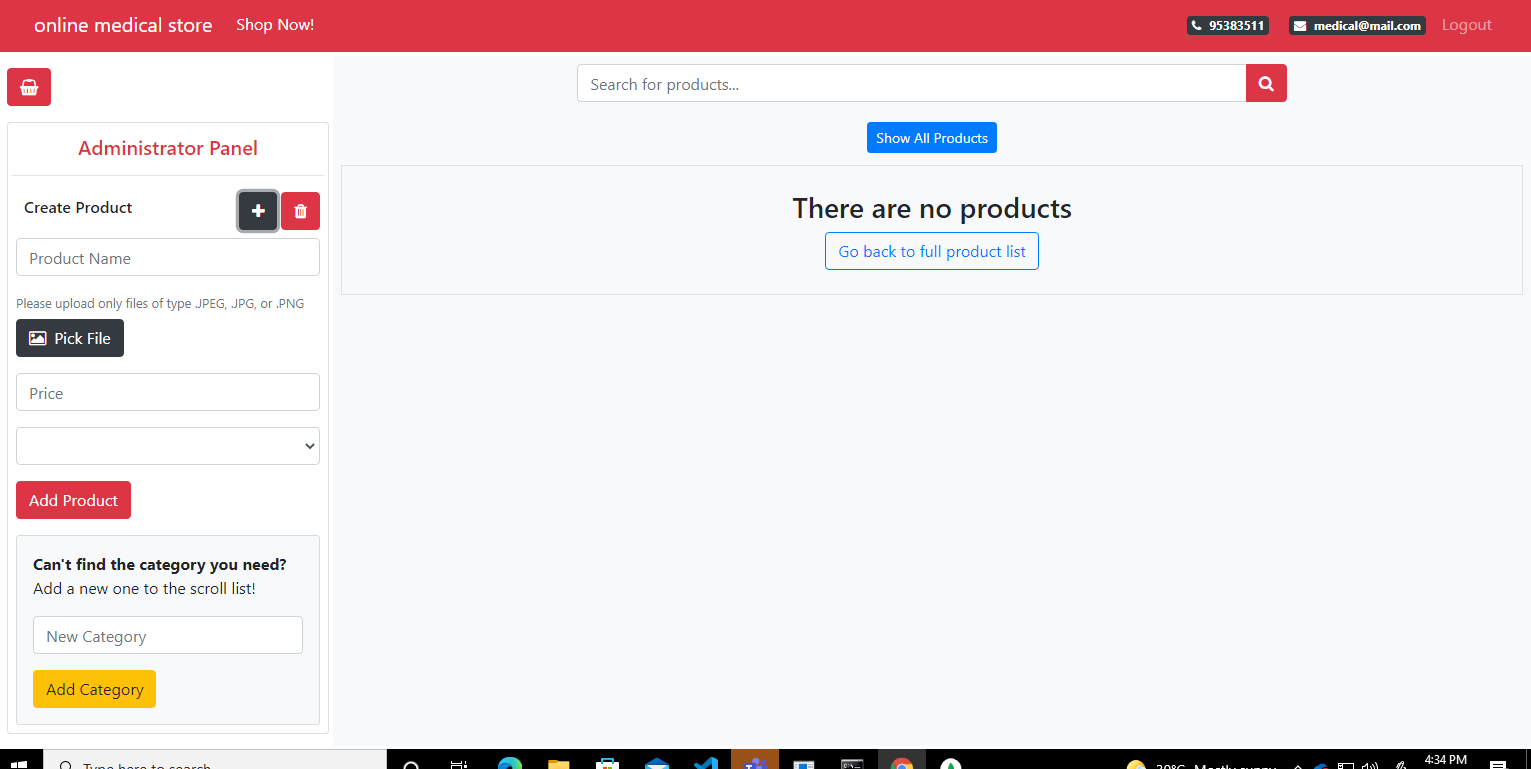 online medical store Shop Now! 95383511 medical@mail.com Logout
Search for products...
Show All Products
Administrator Panel
Create Product
Product Name
Please upload only files of type .JPEG, .JPG, or .PNG
Pick File
Price
Add Product
Can't find the category you need?
Add a new one to the scroll list!
New Category
Add Category
There are no products
Go back to full product list
Type here to search
Mostly sunny
4:34 PM